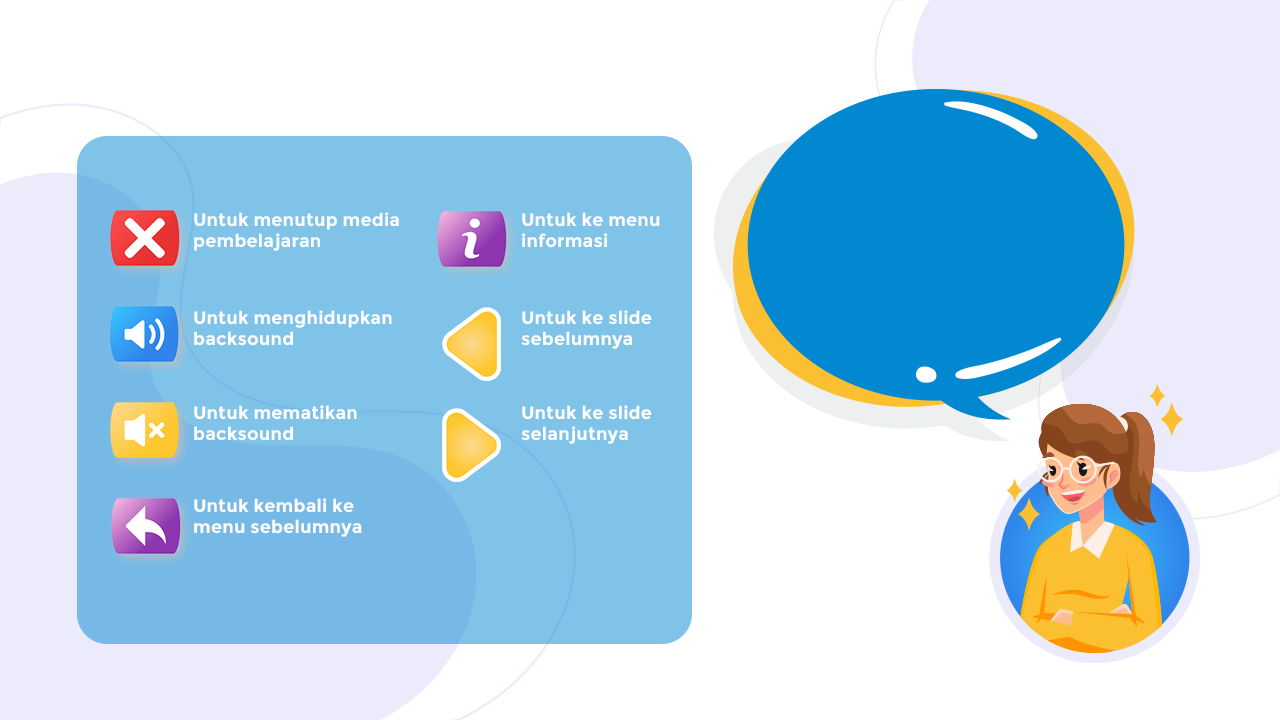 Untuk menutup media
pembelajaran
Untuk menghidupkan
backsound
Untuk mematikan
backsound
Untuk kembali ke
menu sebelumnya
Untuk ke menu
informasi
Untuk ke slide
sebelumnya
Untuk ke slide
selanjutnya